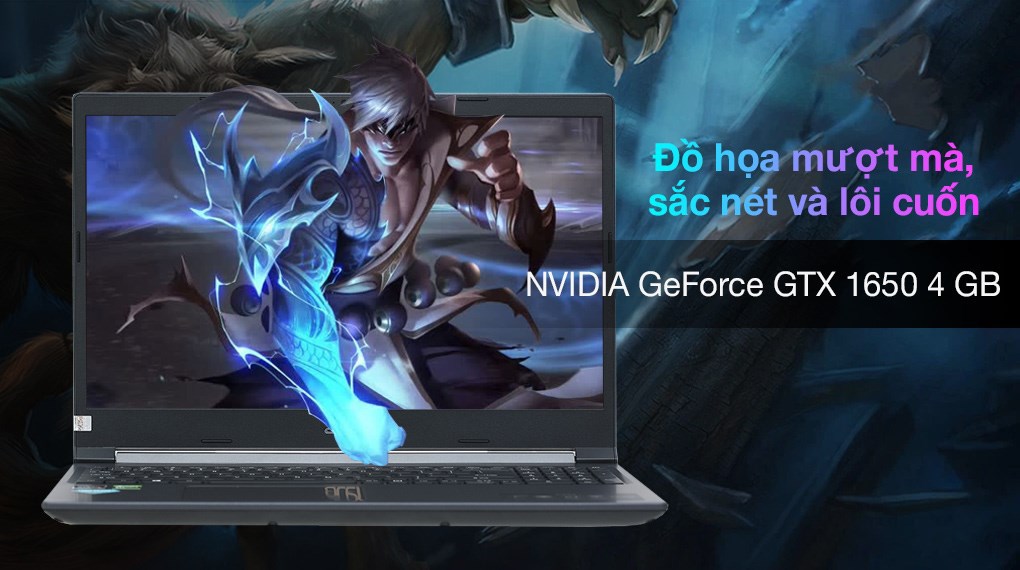 Đồ họa mượt mà,
sắc nét và lôi cuốn
NVIDIA GeForce GTX 1650 4 GB